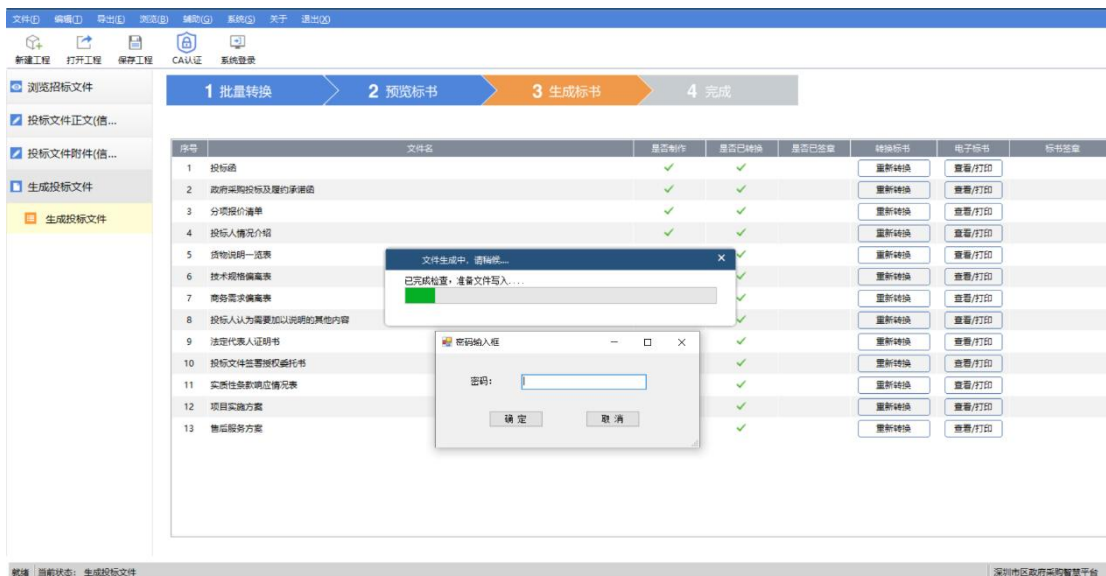 文件(F) 编辑(I) 导出(E) 浏览(B) 辅助(G) 系统(S) 关于 退出(X)
新建工程 打开工程 保存工程 CA认证 系统登录
浏览招标文件
投标文件正文(信...
投标文件附件(信...
生成投标文件
生成投标文件
1 批量转换 2 预览标书 3 生成标书 4 完成
序号 文件名 是否制作 是否已转换 是否已签章 转换标书 电子标书 标书签章
1 投标函 重新转换 查看/打印
2 政府采购投标及履约承诺函 重新转换 查看/打印
3 分项报价清单 重新转换 查看/打印
4 投标人情况介绍 重新转换 查看/打印
5 货物说明一览表 重新转换 查看/打印
6 技术规格偏离表 重新转换 查看/打印
7 商务需求偏离表 重新转换 查看/打印
8 投标人认为需要加以说明的其他内容 重新转换 查看/打印
9 法定代表人证明书 重新转换 查看/打印
10 投标文件签署授权委托书 重新转换 查看/打印
11 实质性条款响应情况表 重新转换 查看/打印
12 项目实施方案 重新转换 查看/打印
13 售后服务方案 重新转换 查看/打印
文件生成中，请稍候....
已完成检查，准备文件写入....
密码输入框
密码：
确 定 取 消
就绪 当前状态： 生成投标文件 深圳市区政府采购智慧平台